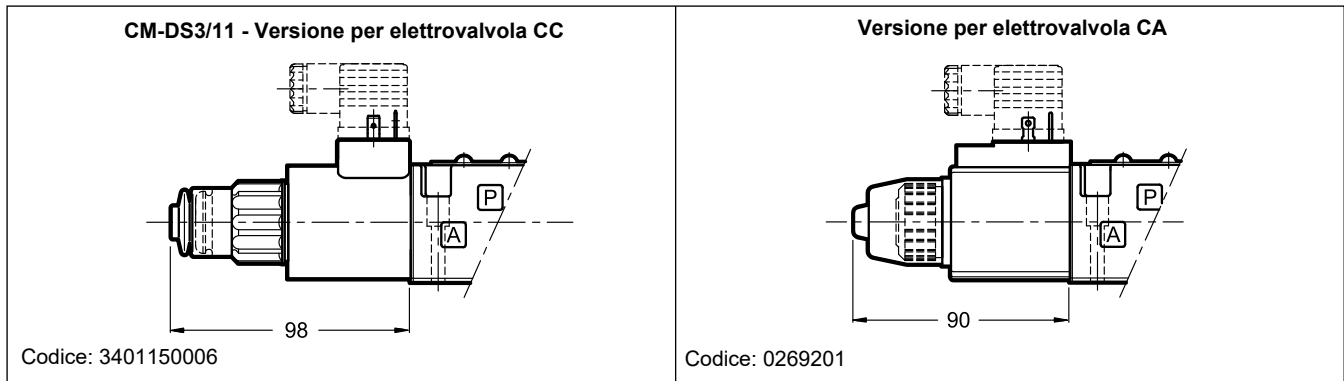 CM-DS3/11 - Versione per elettrovalvola CC
P
A
98
Codice: 3401150006
Versione per elettrovalvola CA
P
A
90
Codice: 0269201